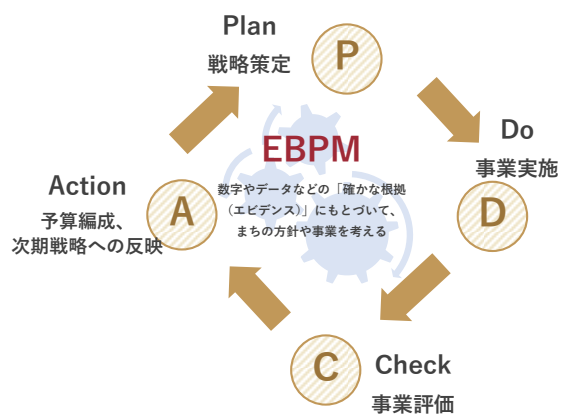 Plan
戦略策定
P
Do
事業実施
D
EBPM
数字やデータなどの「確かな根拠
（エビデンス）」にもとづいて、
まちの方針や事業を考える
Action
予算編成、
次期戦略への反映
A
C
Check
事業評価